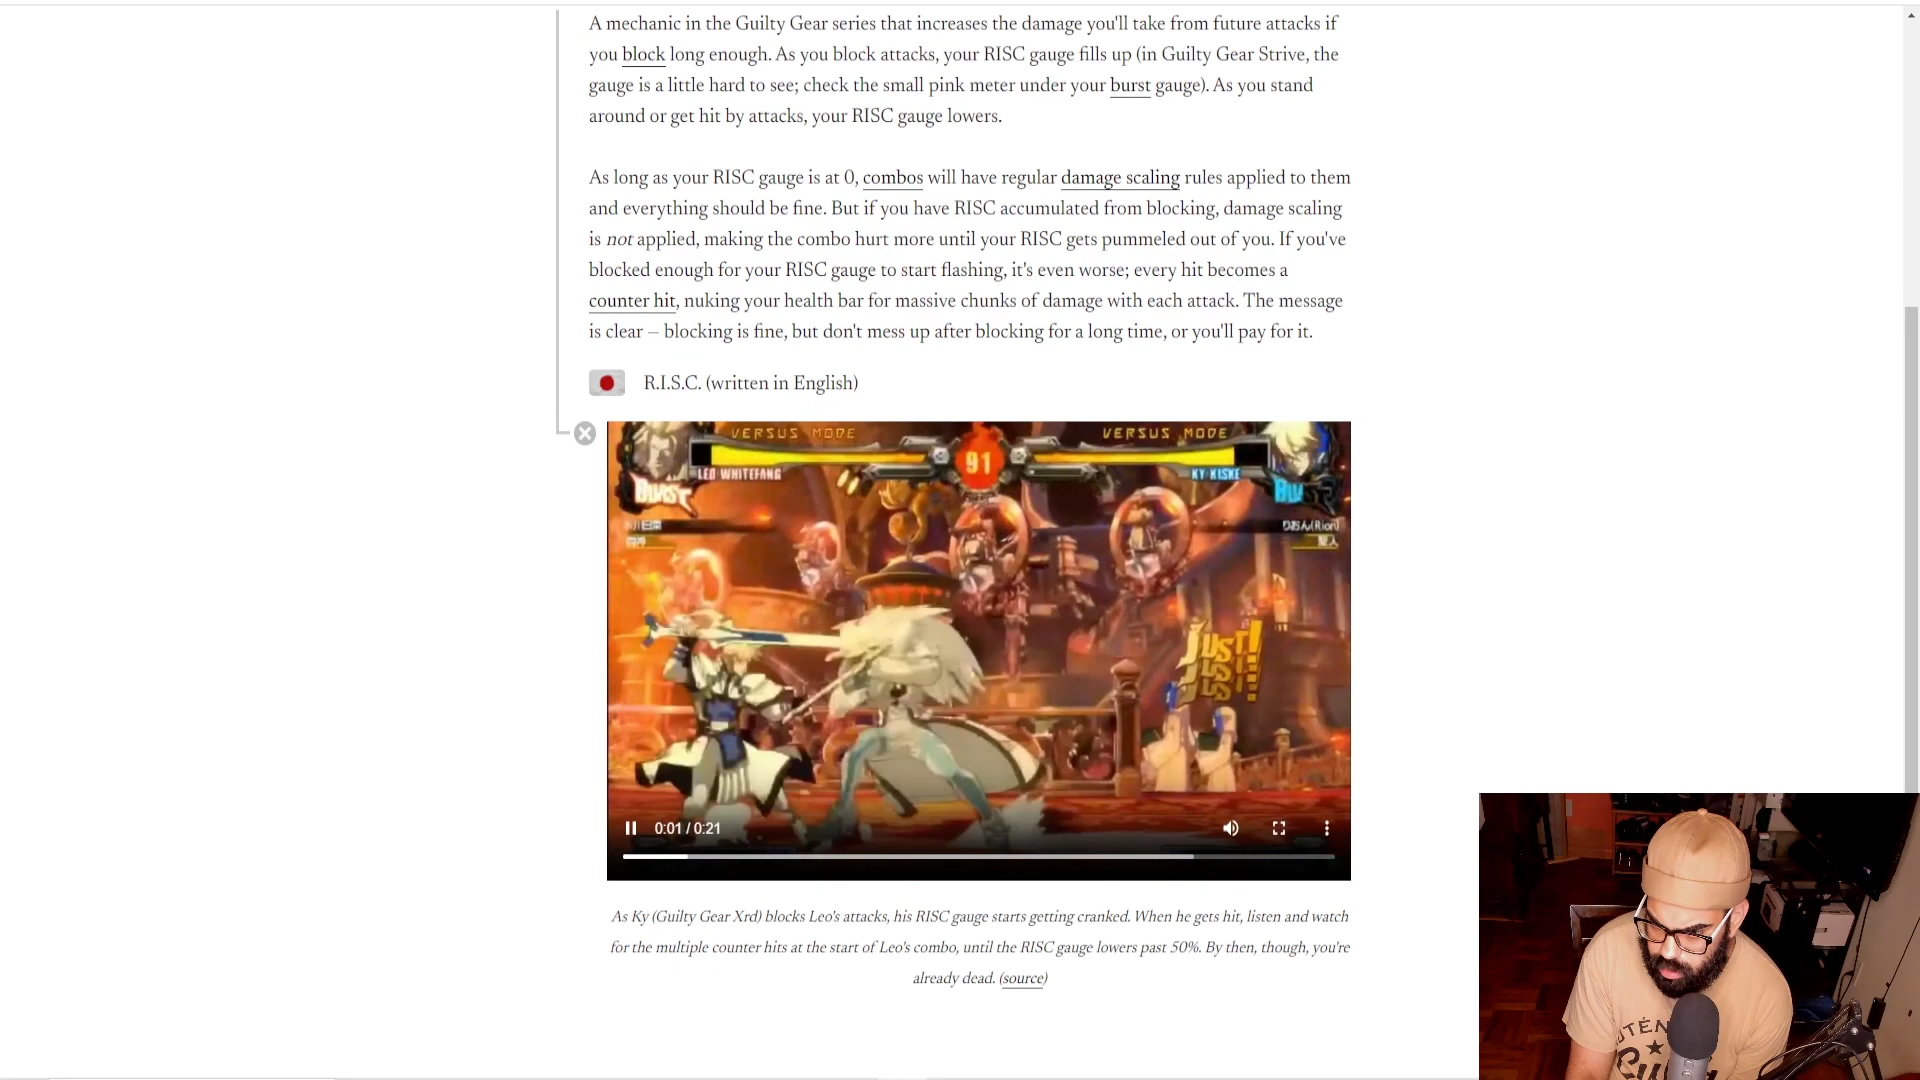 A mechanic in the Guilty Gear series that increases the damage you'll take from future attacks if
you block long enough. As you block attacks, your RISC gauge fills up (in Guilty Gear Strive, the
gauge is a little hard to see; check the small pink meter under your burst gauge). As you stand
around or get hit by attacks, your RISC gauge lowers.
As long as your RISC gauge is at 0, combos will have regular damage scaling rules applied to them
and everything should be fine. But if you have RISC accumulated from blocking, damage scaling
is not applied, making the combo hurt more until your RISC gets pummeled out of you. If you've
blocked enough for your RISC gauge to start flashing, it's even worse; every hit becomes a
counter hit, nuking your health bar for massive chunks of damage with each attack. The message
is clear — blocking is fine, but don't mess up after blocking for a long time, or you'll pay for it.
R.I.S.C. (written in English)
VERSUS MODE
VERSUS MODE
91
LEO WHITEFANG
KY KISKE
BURST
りおん(Rion)
JUST!
0:01 / 0:21
As Ky (Guilty Gear Xrd) blocks Leo's attacks, his RISC gauge starts getting cranked. When he gets hit, listen and watch
for the multiple counter hits at the start of Leo's combo, until the RISC gauge lowers past 50%. By then, though, you're
already dead. (source)